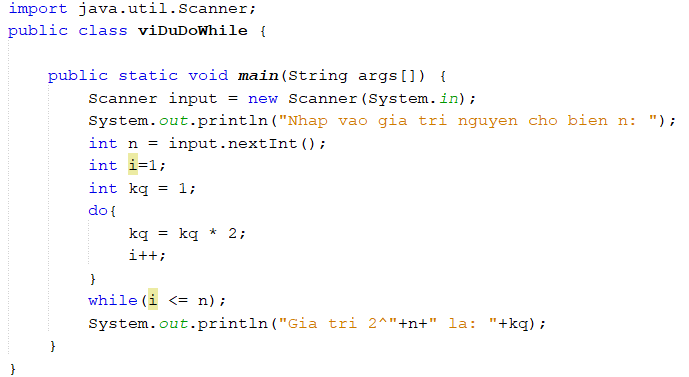 import java.util.Scanner;
public class viDuDoWhile {
public static void main(String args[]) {
Scanner input = new Scanner(System.in);
System.out.println("Nhap vao gia tri nguyen cho bien n: ");
int n = input.nextInt();
int i=1;
int kq = 1;
do{
kq = kq * 2;
i++;
}
while(i <= n);
System.out.println("Gia tri 2^"+n+" la: "+kq);
}
}